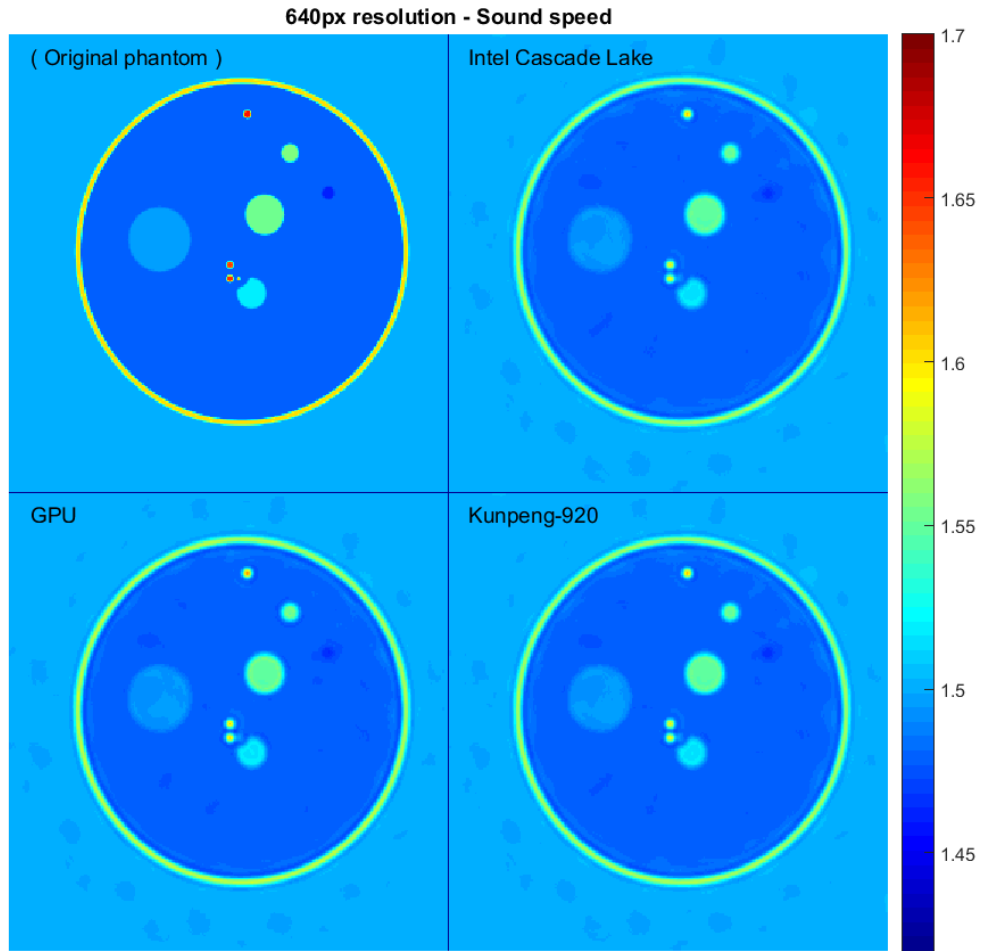 640px resolution - Sound speed
( Original phantom )
Intel Cascade Lake
GPU
Kunpeng-920
1.7
1.65
1.6
1.55
1.5
1.45